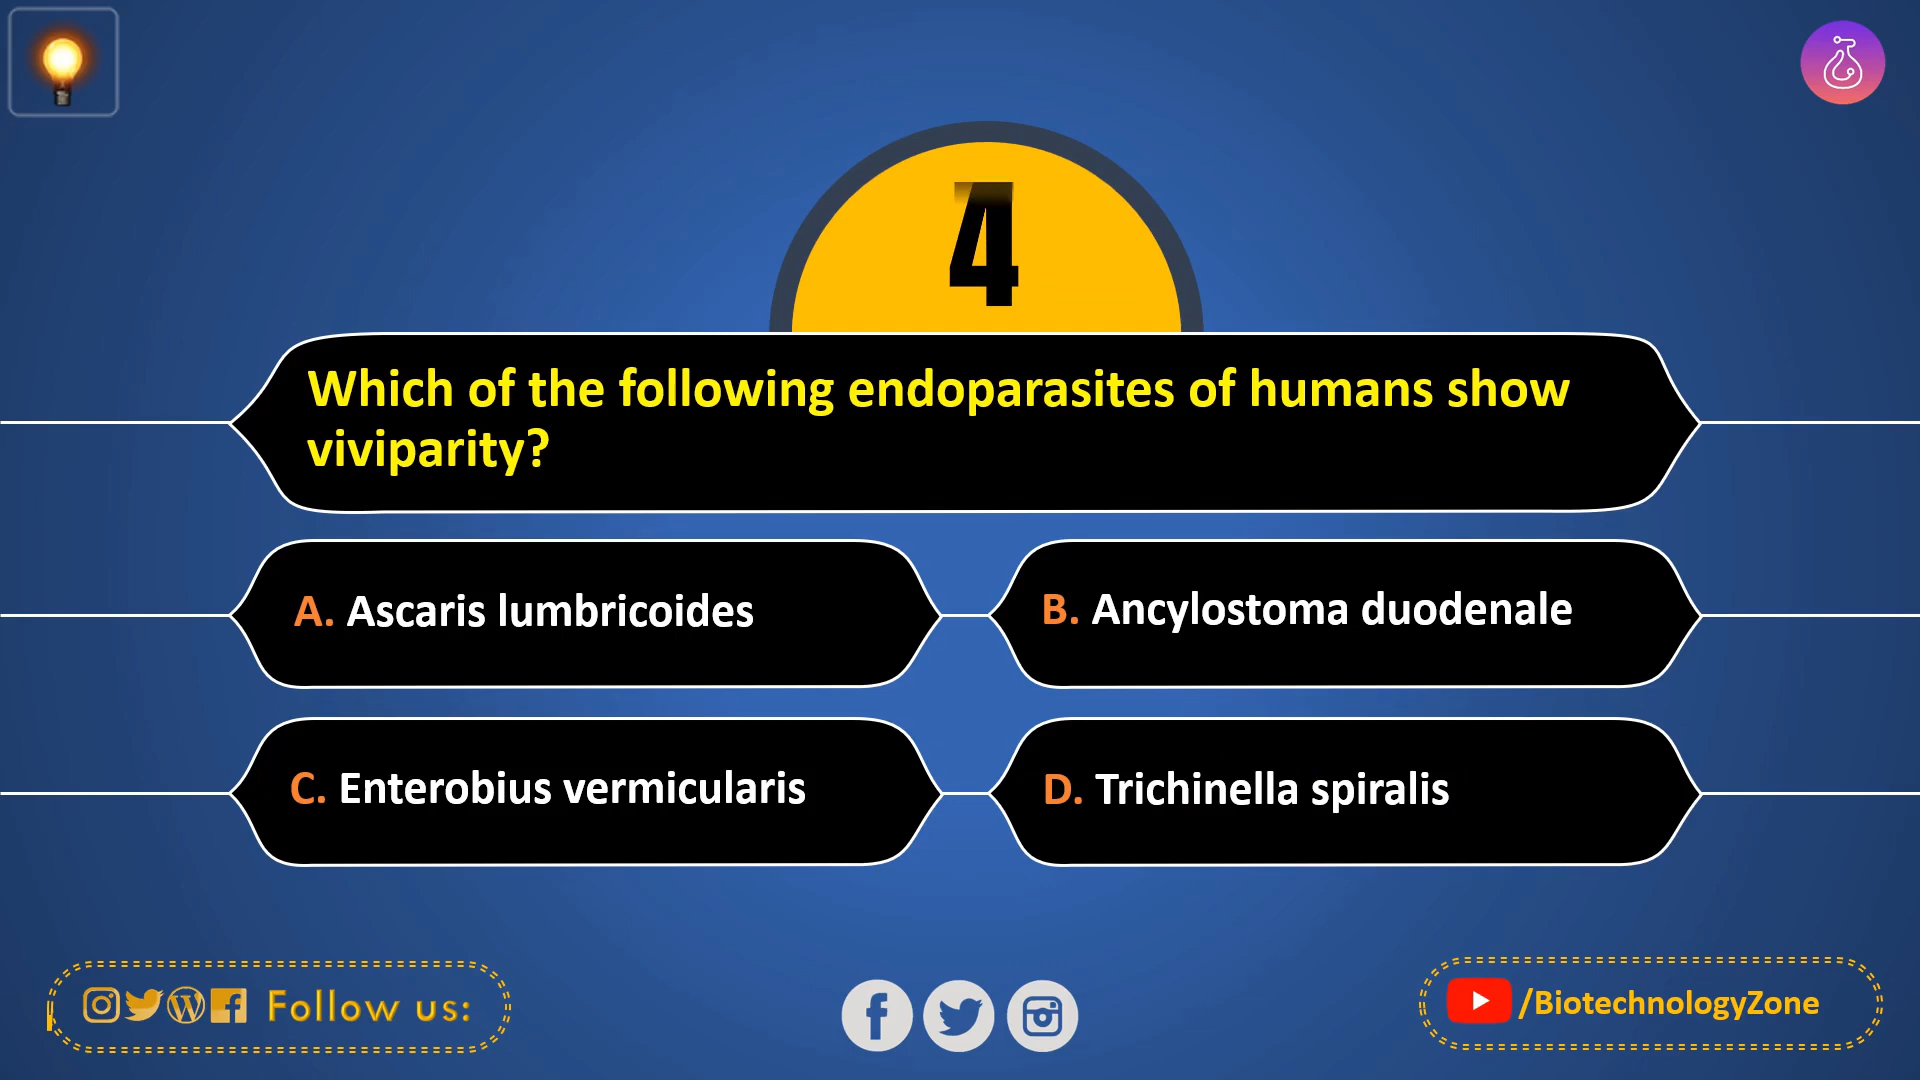 4
Which of the following endoparasites of humans show
viviparity?
A. Ascaris lumbricoides
B. Ancylostoma duodenale
C. Enterobius vermicularis
D. Trichinella spiralis
Follow us:
/BiotechnologyZone